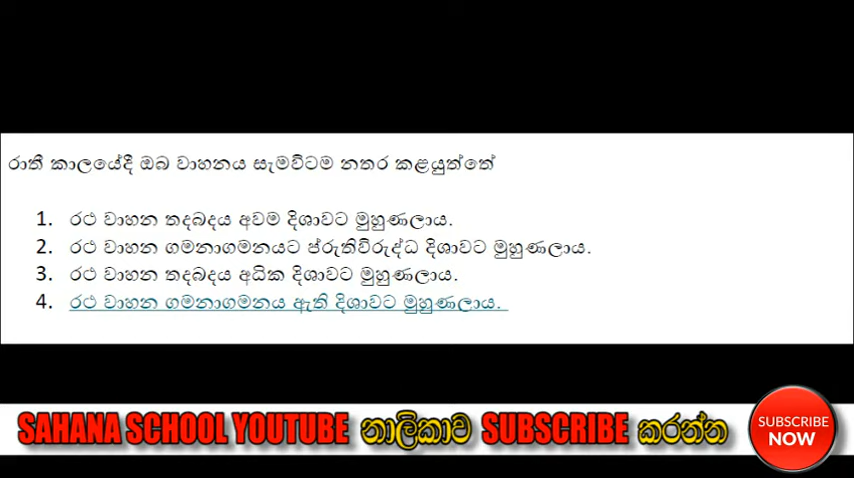 රාතී කාලයේදී ඔබ වාහනය සැමවිටම නතර කළයුත්තේ
1. රථ වාහන තදබදය අවම දිශාවට මුහුණලාය.
2. රථ වාහන ගමනාගමනයට ප්රුතිවිරුද්ධ දිශාවට මුහුණලාය.
3. රථ වාහන තදබදය අධික දිශාවට මුහුණලාය.
4. රථ වාහන ගමනාගමනය ඇති දිශාවට මුහුණලාය.
SAHANA SCHOOL YOUTUBE නාලිකාව SUBSCRIBE කරන්න
SUBSCRIBE
NOW